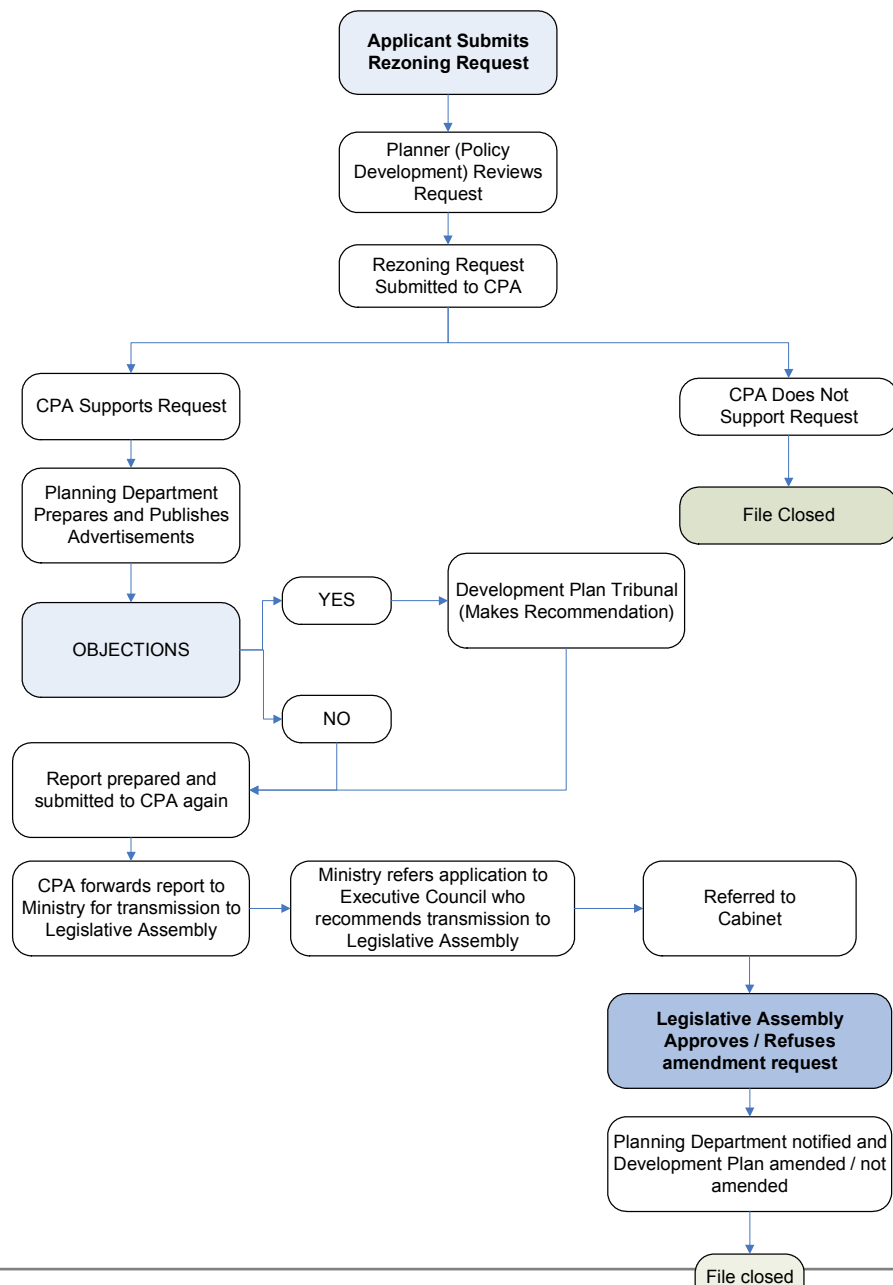 Applicant Submits
Rezoning Request
Planner (Policy
Development) Reviews
Request
Rezoning Request
Submitted to CPA
CPA Supports Request
CPA Does Not
Support Request
Planning Department
Prepares and Publishes
Advertisements
File Closed
YES
Development Plan Tribunal
(Makes Recommendation)
OBJECTIONS
NO
Report prepared and
submitted to CPA again
CPA forwards report to
Ministry for transmission to
Legislative Assembly
Ministry refers application to
Executive Council who
recommends transmission to
Legislative Assembly
Referred to
Cabinet
Legislative Assembly
Approves / Refuses
amendment request
Planning Department notified and
Development Plan amended / not
amended
File closed